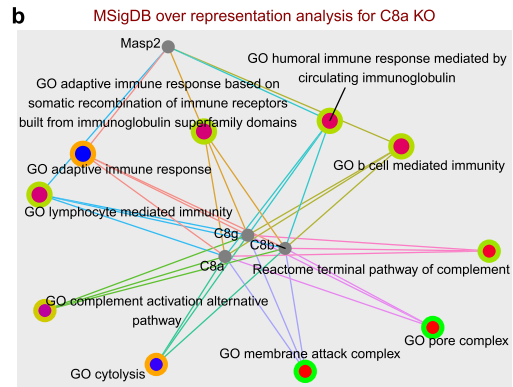 b
MSigDB over representation analysis for C8a KO
Masp2
GO humoral immune response mediated by
circulating immunoglobulin
GO adaptive immune response based on
somatic recombination of immune receptors
built from immunoglobulin superfamily domains
GO b cell mediated immunity
GO adaptive immune response
GO lymphocyte mediated immunity
C8g
C8b
C8a
Reactome terminal pathway of complement
GO complement activation alternative
pathway
GO pore complex
GO membrane attack complex
GO cytolysis